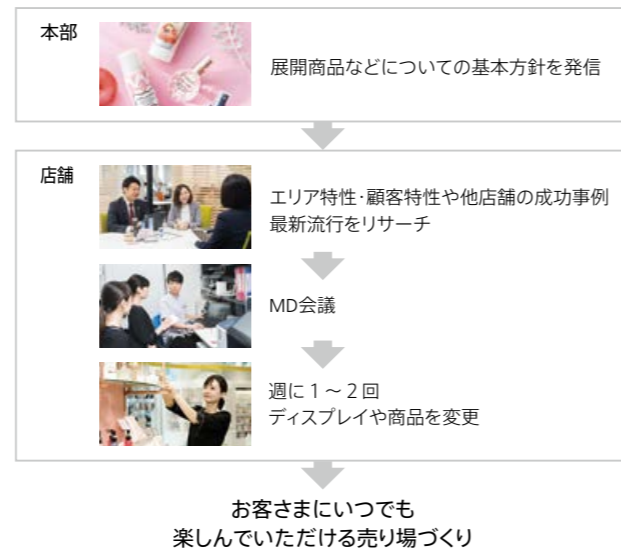 本部
展開商品などについての基本方針を発信
店舗
エリア特性・顧客特性や他店舗の成功事例
最新流行をリサーチ
MD会議
週に1～2回
ディスプレイや商品を変更
お客さまにいつでも
楽しんでいただける売り場づくり